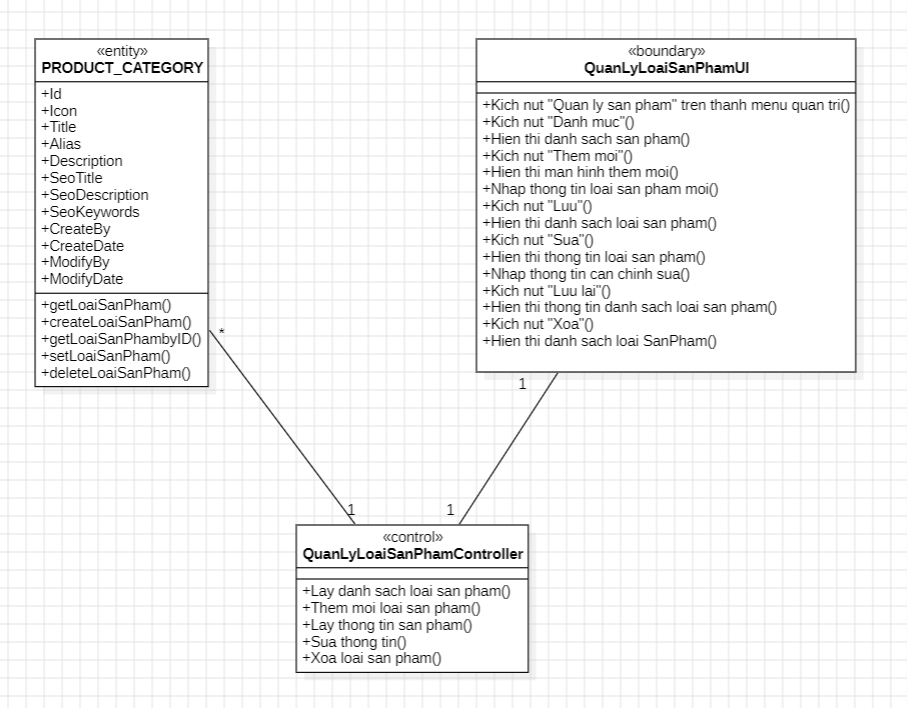 «entity»
PRODUCT_CATEGORY
+Id
+Icon
+Title
+Alias
+Description
+SeoTitle
+SeoDescription
+SeoKeywords
+CreateBy
+CreateDate
+ModifyBy
+ModifyDate
+getLoaiSanPham()
+createLoaiSanPham()
+getLoaiSanPhambyID()
+setLoaiSanPham()
+deleteLoaiSanPham()
«boundary»
QuanLyLoaiSanPhamUI
+Kich nut "Quan ly san pham" tren thanh menu quan tri()
+Kich nut "Danh muc"()
+Hien thi danh sach san pham()
+Kich nut "Them moi"()
+Hien thi man hinh them moi()
+Nhap thong tin loai san pham moi()
+Kich nut "Luu"()
+Hien thi danh sach loai san pham()
+Kich nut "Sua"()
+Hien thi thong tin loai san pham()
+Nhap thong tin can chinh sua()
+Kich nut "Luu lai"()
+Hien thi thong tin danh sach loai san pham()
+Kich nut "Xoa"()
+Hien thi danh sach loai SanPham()
*
1
1
1
«control»
QuanLyLoaiSanPhamController
+Lay danh sach loai san pham()
+Them moi loai san pham()
+Lay thong tin san pham()
+Sua thong tin()
+Xoa loai san pham()